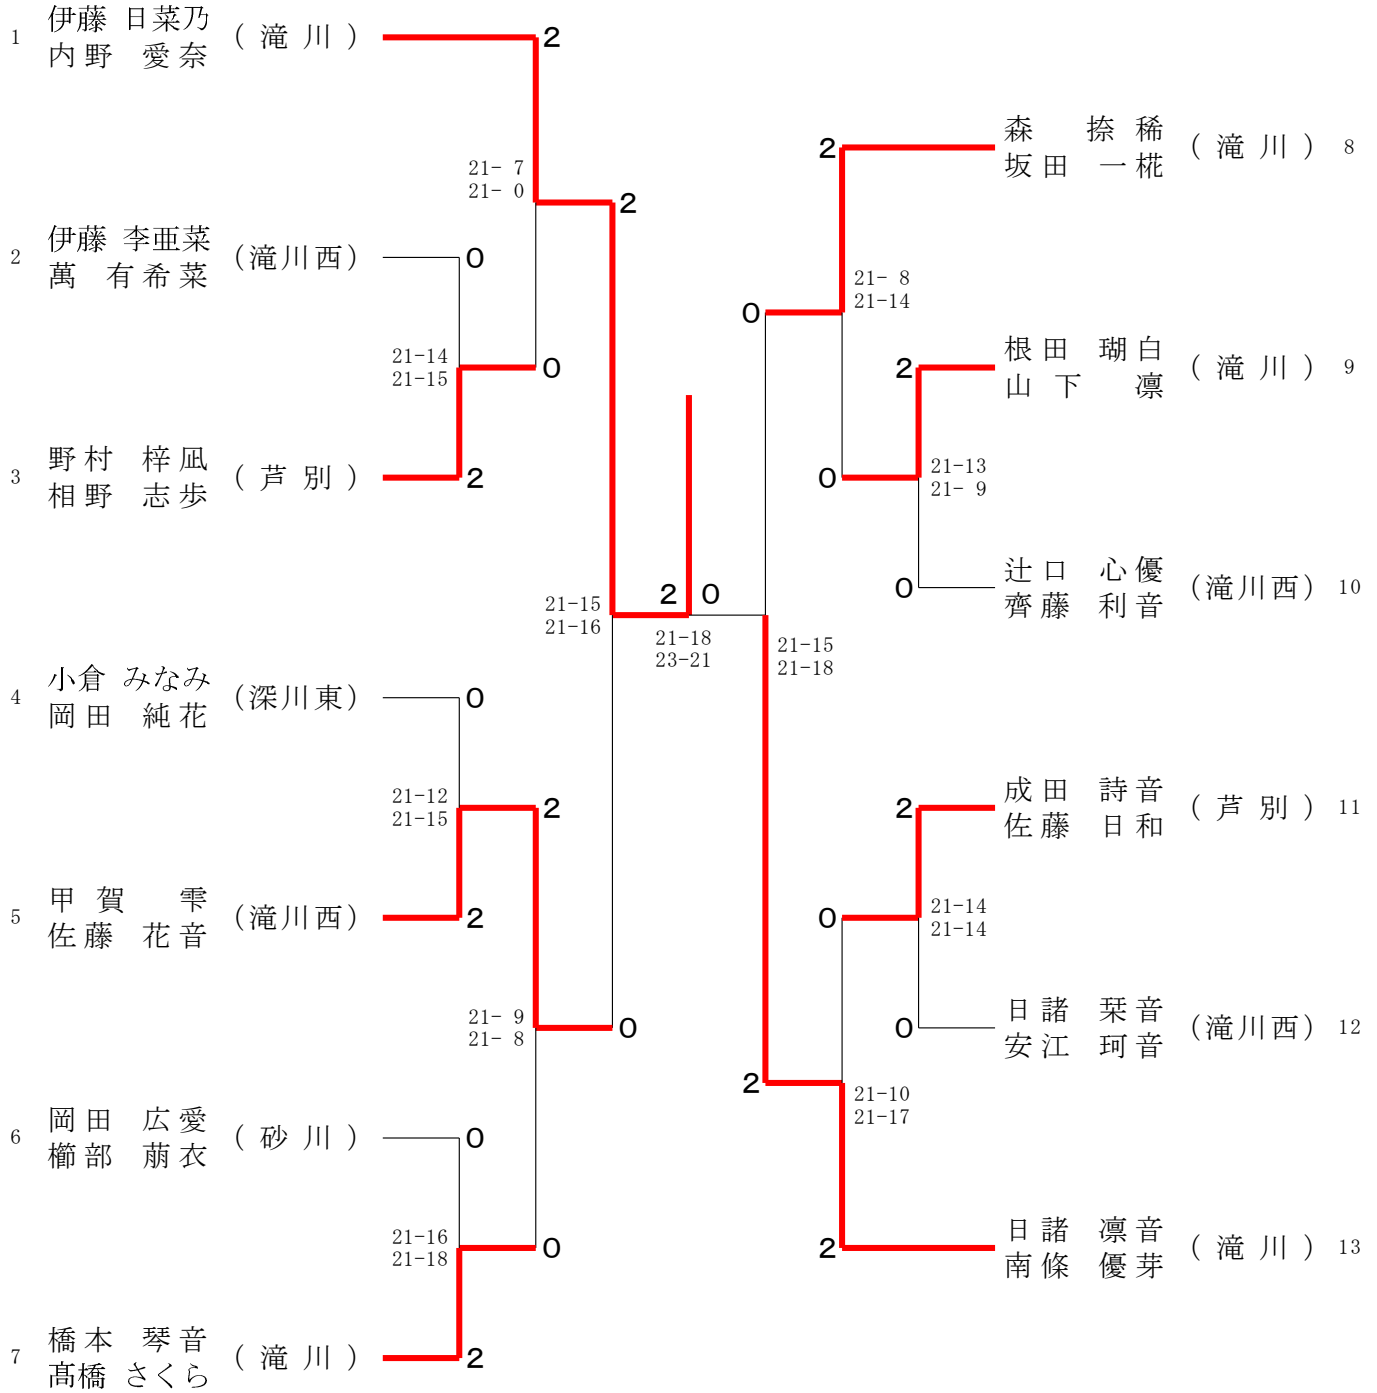 1 伊藤 日菜乃 (滝川) 2
内野 愛奈
21- 7
21- 0
2
2 伊藤 李亜菜 (滝川西) 0
萬 有希菜
21-14
21-15
0
3 野村 梓凪 (芦別) 2
相野 志歩
21-15
21-16
4 小倉 みなみ (深川東) 0
岡田 純花
21-12
21-15
2
5 甲賀 雫 (滝川西) 2
佐藤 花音
21- 9
21- 8
0
6 岡田 広愛 (砂川) 0
櫛部 萠衣
21-16
21-18
0
7 橋本 琴音 (滝川) 2
髙橋 さくら
2 0
21-18
23-21
2 森 捺稀 (滝川) 8
坂田 一椛
21- 8
21-14
0
2 根田 瑚白 (滝川) 9
山下 凛
0
21-13
21- 9
0 辻口 心優 (滝川西) 10
齊藤 利音
21-15
21-18
2 成田 詩音 (芦別) 11
佐藤 日和
0
21-14
21-14
0 日諸 栞音 (滝川西) 12
安江 珂音
2
21-10
21-17
2 日諸 凛音 (滝川) 13
南條 優芽